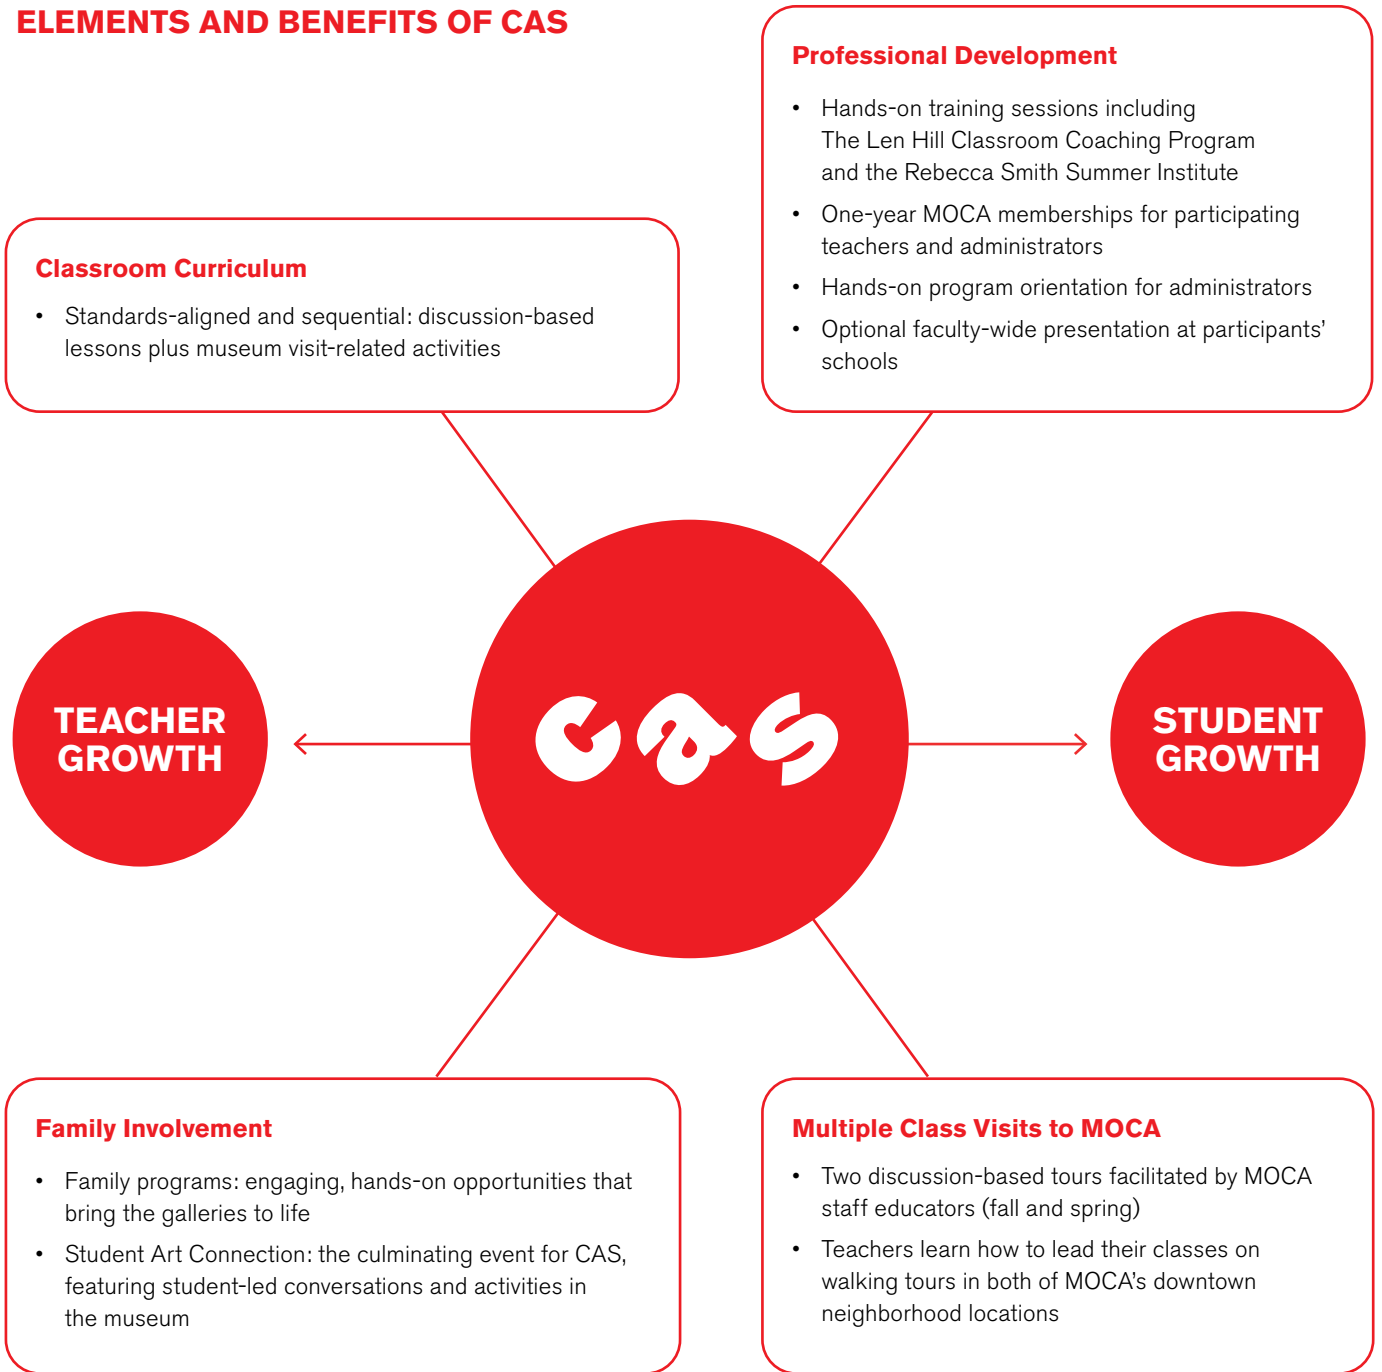 ELEMENTS AND BENEFITS OF CAS
Professional Development
• Hands-on training sessions including
The Len Hill Classroom Coaching Program
and the Rebecca Smith Summer Institute
• One-year MOCA memberships for participating
teachers and administrators
• Hands-on program orientation for administrators
• Optional faculty-wide presentation at participants’
schools
Classroom Curriculum
• Standards-aligned and sequential: discussion-based
lessons plus museum visit-related activities
TEACHER
GROWTH
cas
STUDENT
GROWTH
Family Involvement
• Family programs: engaging, hands-on opportunities that
bring the galleries to life
• Student Art Connection: the culminating event for CAS,
featuring student-led conversations and activities in
the museum
Multiple Class Visits to MOCA
• Two discussion-based tours facilitated by MOCA
staff educators (fall and spring)
• Teachers learn how to lead their classes on
walking tours in both of MOCA’s downtown
neighborhood locations